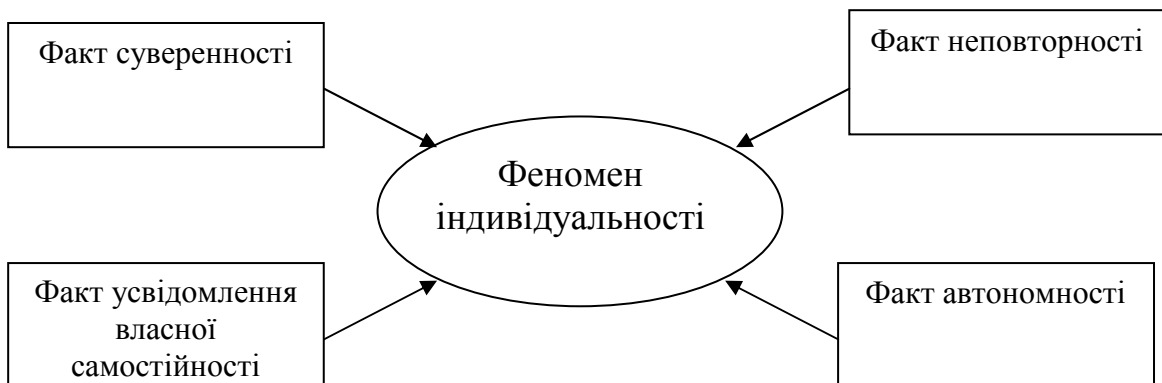 Факт суверенності
Факт неповторності
Феномен
індивідуальності
Факт усвідомлення
власної
самостійності
Факт автономності